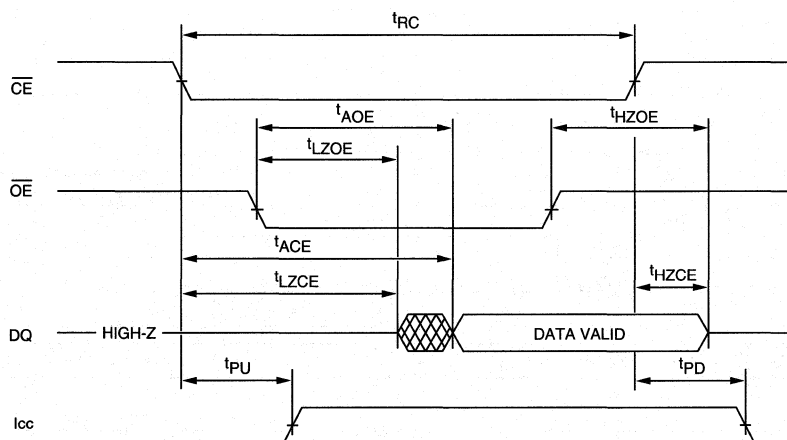 tRC
CE
tAOE
tHZOE
tLZOE
OE
tACE
tLZCE
tHZCE
DQ HIGH-Z DATA VALID
tPU
tPD
Icc